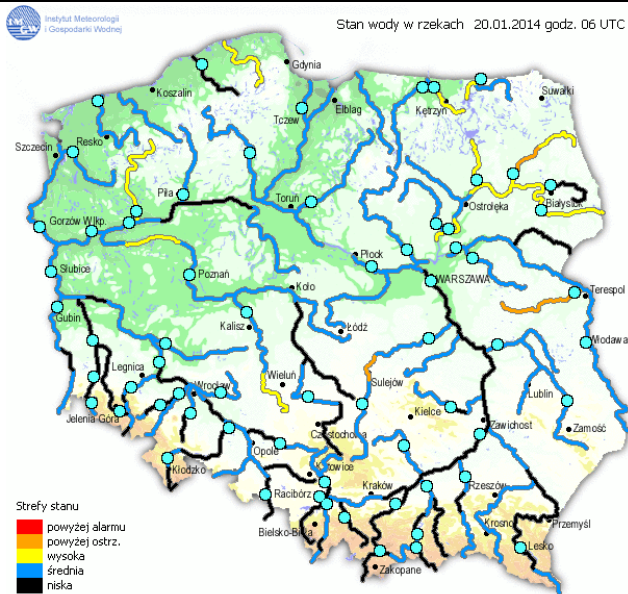 Instytut Meteorologii
i Gospodarki Wodnej
Stan wody w rzekach 20.01.2014 godz. 06 UTC
Gdynia
Koszalin
Suwałki
Elbląg
Kętrzyn
Tczew
Resko
Szczecin
Piła
Toruń
Ostrołęka
Białystok
Gorzów Wlkp.
Płock
Słubice
Poznań
WARSZAWA
Koło
Terespol
Gubin
Kalisz
Łódź
Włodawa
Legnica
Wieluń
Sulejów
Wrocław
Lublin
Jelenia Góra
Kielce
Zawichost
Zamość
Częstochowa
Opole
Kłodzko
Katowice
Racibórz
Kraków
Rzeszów
Strefy stanu
powyżej alarmu
powyżej ostrz.
wysoka
średnia
niska
Bielsko-Biała
Krosno
Przemyśl
Lesko
Zakopane